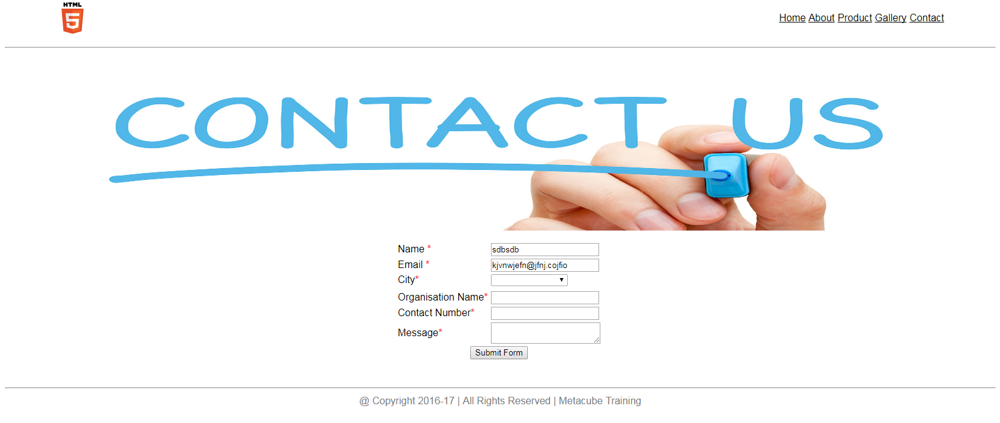 HTML
5
Home About Product Gallery Contact
CONTACT US
Name * sdbsdb
Email * kjvnwjefn@jfnj.cojfio
City*
Organisation Name*
Contact Number*
Message*
Submit Form
@ Copyright 2016-17 | All Rights Reserved | Metacube Training